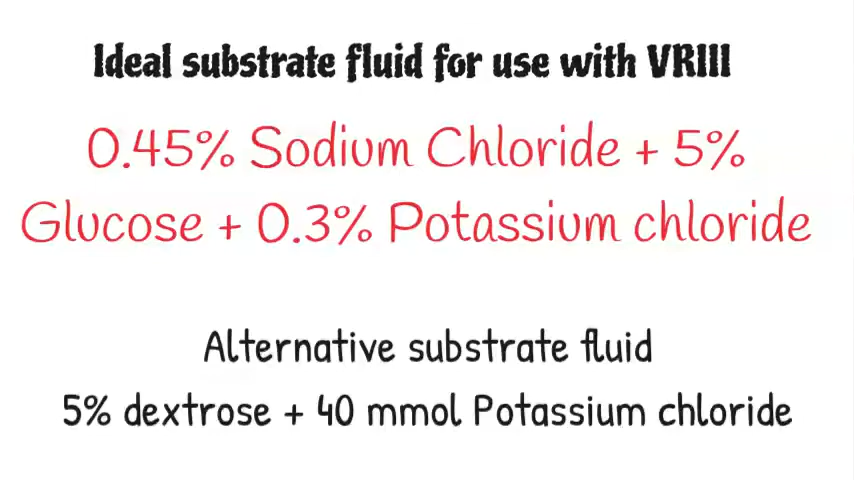 Ideal substrate fluid for use with VRIII
0.45% Sodium Chloride + 5%
Glucose + 0.3% Potassium chloride
Alternative substrate fluid
5% dextrose + 40 mmol Potassium chloride